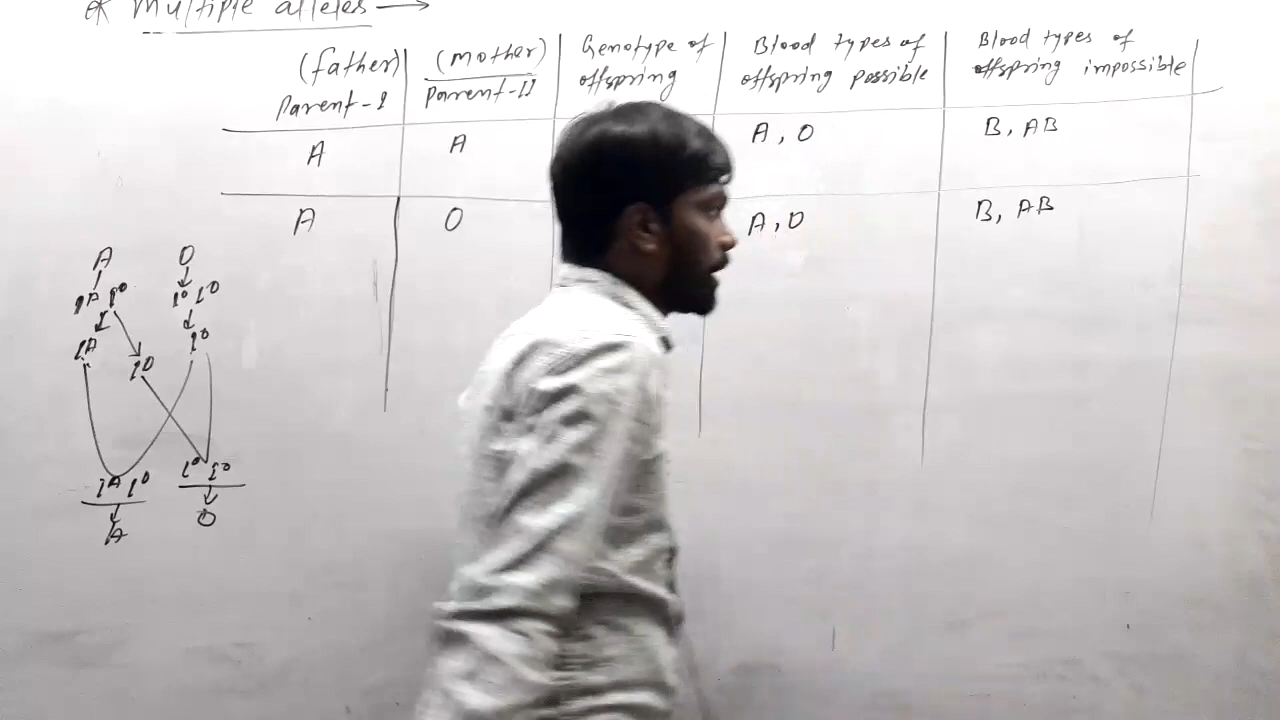 * Multiple alleles →
(father) Parent-I | (mother) Parent-II | Genotype of offspring | Blood types of offspring possible | Blood types of offspring impossible
A | A | A, O | B, AB
A | O | A, O | B, AB
A O
Iᴬ Iᴼ Iᴼ Iᴼ
Iᴬ Iᴼ Iᴼ
Iᴬ Iᴼ Iᴼ Iᴼ
A O